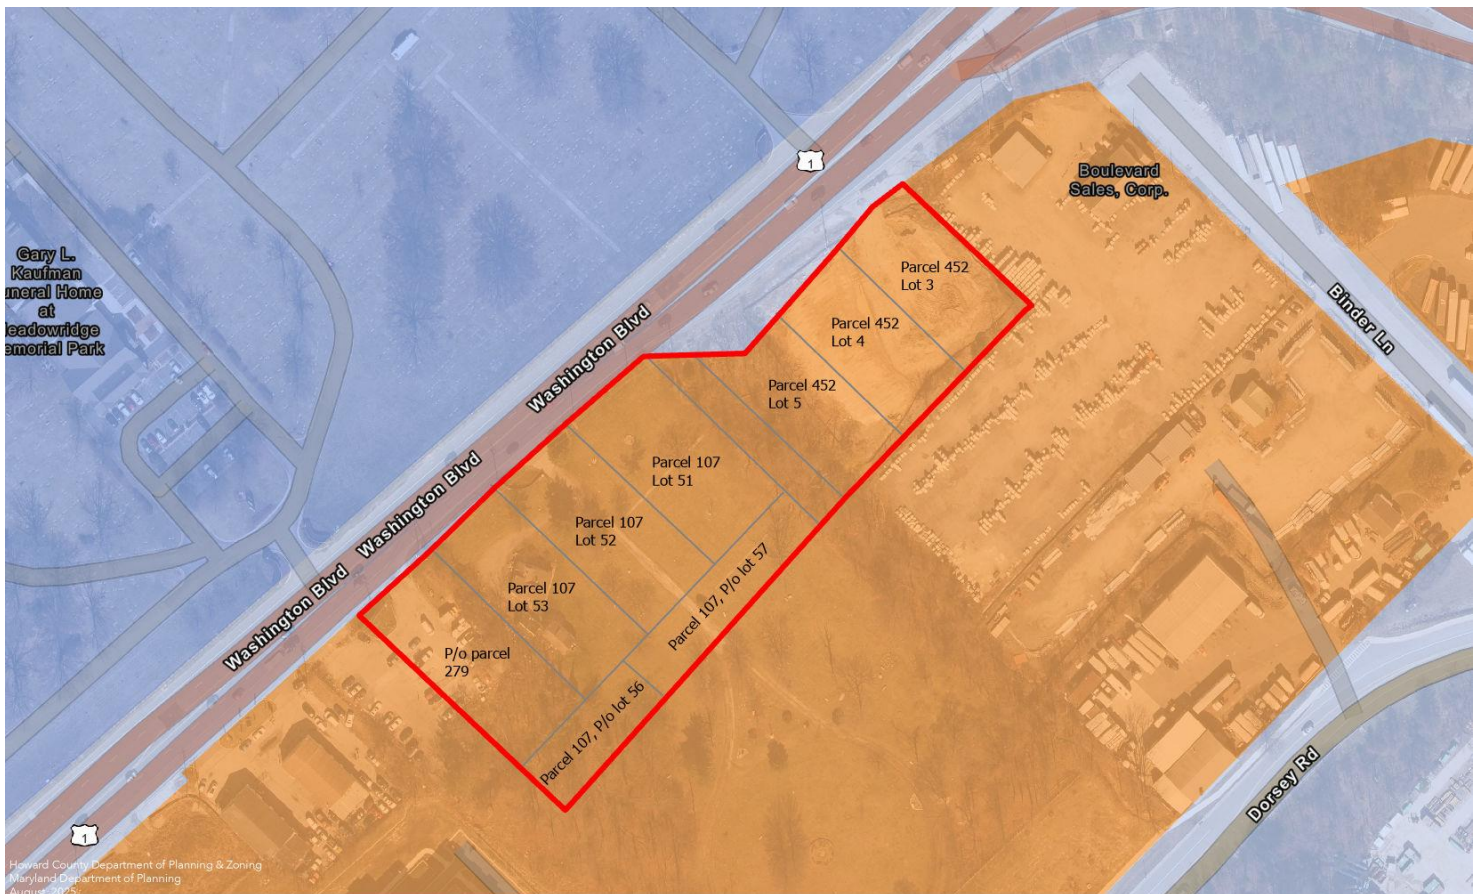 1
Boulevard
Sales, Corp.
Gary L.
Kaufman
uneral Home
at
eadowridge
emorial Park
Parcel 452
Lot 3
Binder Ln
Washington Blvd
Parcel 452
Lot 4
Parcel 452
Lot 5
Parcel 107
Lot 51
Washington Blvd
Parcel 107
Lot 52
Parcel 107, P/o lot 57
Parcel 107
Lot 53
Washington Blvd
P/o parcel
279
Parcel 107, P/o lot 56
Dorsey Rd
1
Howard County Department of Planning & Zoning
Maryland Department of Planning
August, 2025